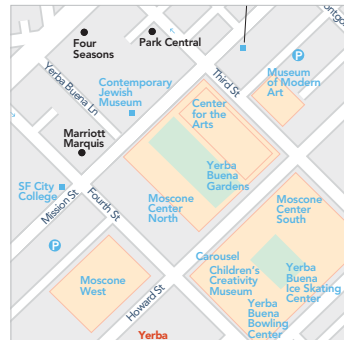 Four
Seasons
Park Central
Third St
P
Museum
of Modern
Art
Yerba Buena Ln
Contemporary
Jewish
Museum
Center
for the
Arts
Marriott
Marquis
Yerba
Buena
Gardens
SF City
College
Mission St
Fourth St
Moscone
Center
North
Moscone
Center
South
P
Moscone
West
Howard St
Carousel
Children's
Creativity
Museum
Yerba
Buena
Ice Skating
Center
Yerba
Buena
Bowling
Center
Yerba